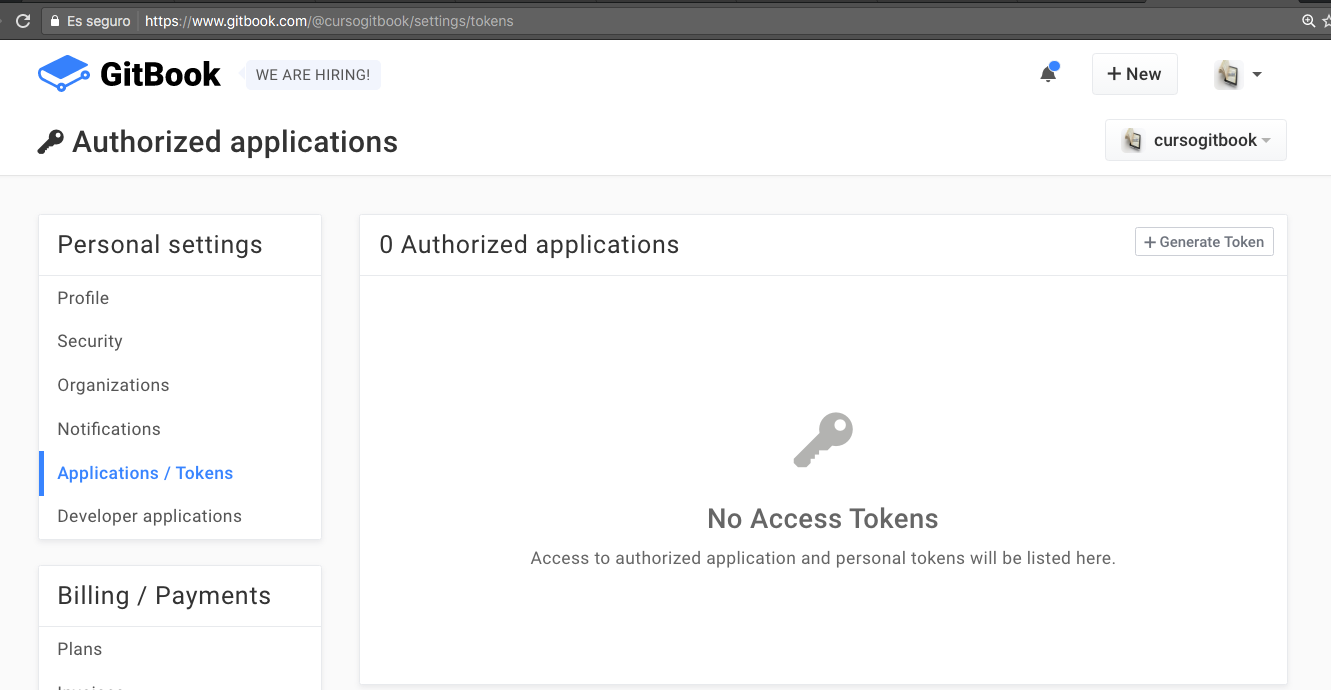 Es seguro https://www.gitbook.com/@cursogitbook/settings/tokens
GitBook WE ARE HIRING! + New
Authorized applications cursogitbook
Personal settings
Profile
Security
Organizations
Notifications
Applications / Tokens
Developer applications
Billing / Payments
Plans
0 Authorized applications + Generate Token
No Access Tokens
Access to authorized application and personal tokens will be listed here.